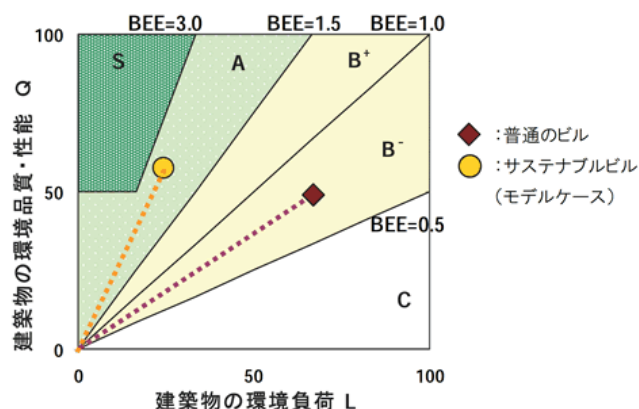 BEE=3.0
BEE=1.5
BEE=1.0
100
50
0
建築物の環境品質・性能 Q
S
A
B+
B-
BEE=0.5
C
0
50
100
建築物の環境負荷 L
:普通のビル
:サステナブルビル
(モデルケース)